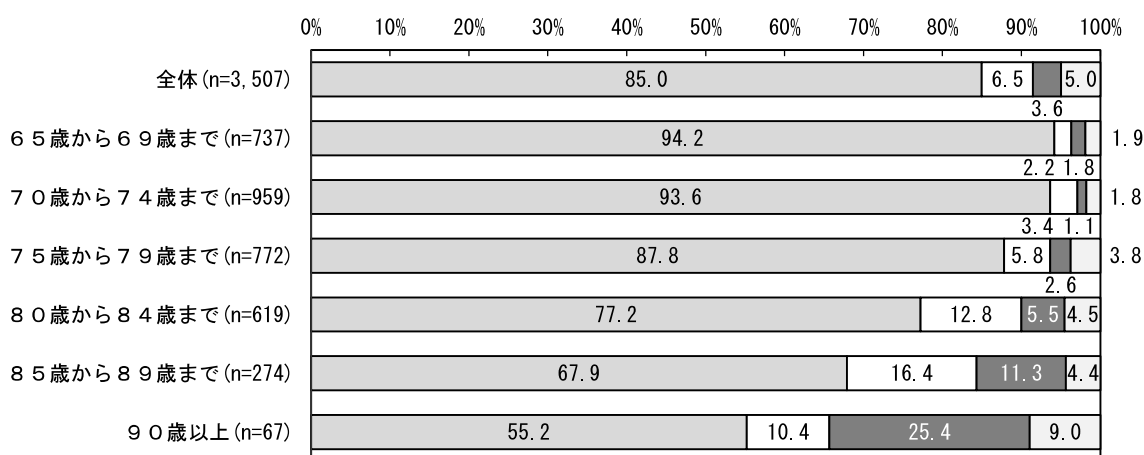 0% 10% 20% 30% 40% 50% 60% 70% 80% 90% 100%
全体(n=3,507) 85.0 6.5 3.6 5.0
６５歳から６９歳まで(n=737) 94.2 2.2 1.8 1.9
７０歳から７４歳まで(n=959) 93.6 3.4 1.1 1.8
７５歳から７９歳まで(n=772) 87.8 5.8 2.6 3.8
８０歳から８４歳まで(n=619) 77.2 12.8 5.5 4.5
８５歳から８９歳まで(n=274) 67.9 16.4 11.3 4.4
９０歳以上(n=67) 55.2 10.4 25.4 9.0